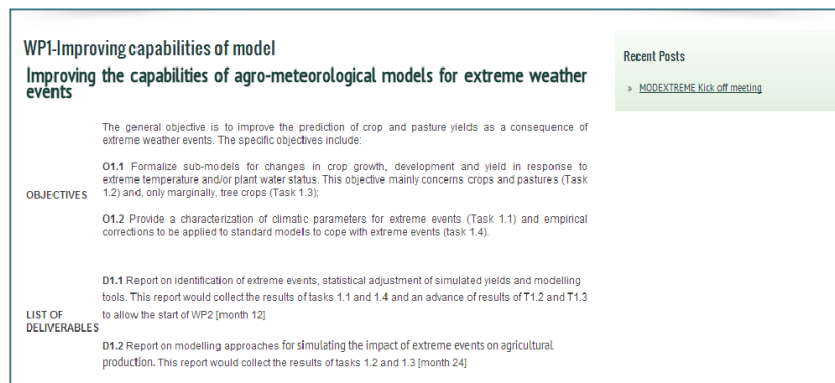 WP1-Improving capabilities of model
Improving the capabilities of agro-meteorological models for extreme weather
events
The general objective is to improve the prediction of crop and pasture yields as a consequence of
extreme weather events. The specific objectives include:
OBJECTIVES
O1.1 Formalize sub-models for changes in crop growth, development and yield in response to
extreme temperature and/or plant water status. This objective mainly concerns crops and pastures (Task
1.2) and, only marginally, tree crops (Task 1.3);
O1.2 Provide a characterization of climatic parameters for extreme events (Task 1.1) and empirical
corrections to be applied to standard models to cope with extreme events (task 1.4).
LIST OF
DELIVERABLES
D1.1 Report on identification of extreme events, statistical adjustment of simulated yields and modelling
tools. This report would collect the results of tasks 1.1 and 1.4 and an advance of results of T1.2 and T1.3
to allow the start of WP2 [month 12]
D1.2 Report on modelling approaches for simulating the impact of extreme events on agricultural
production. This report would collect the results of tasks 1.2 and 1.3 [month 24]
Recent Posts
» MODEXTREME Kick off meeting